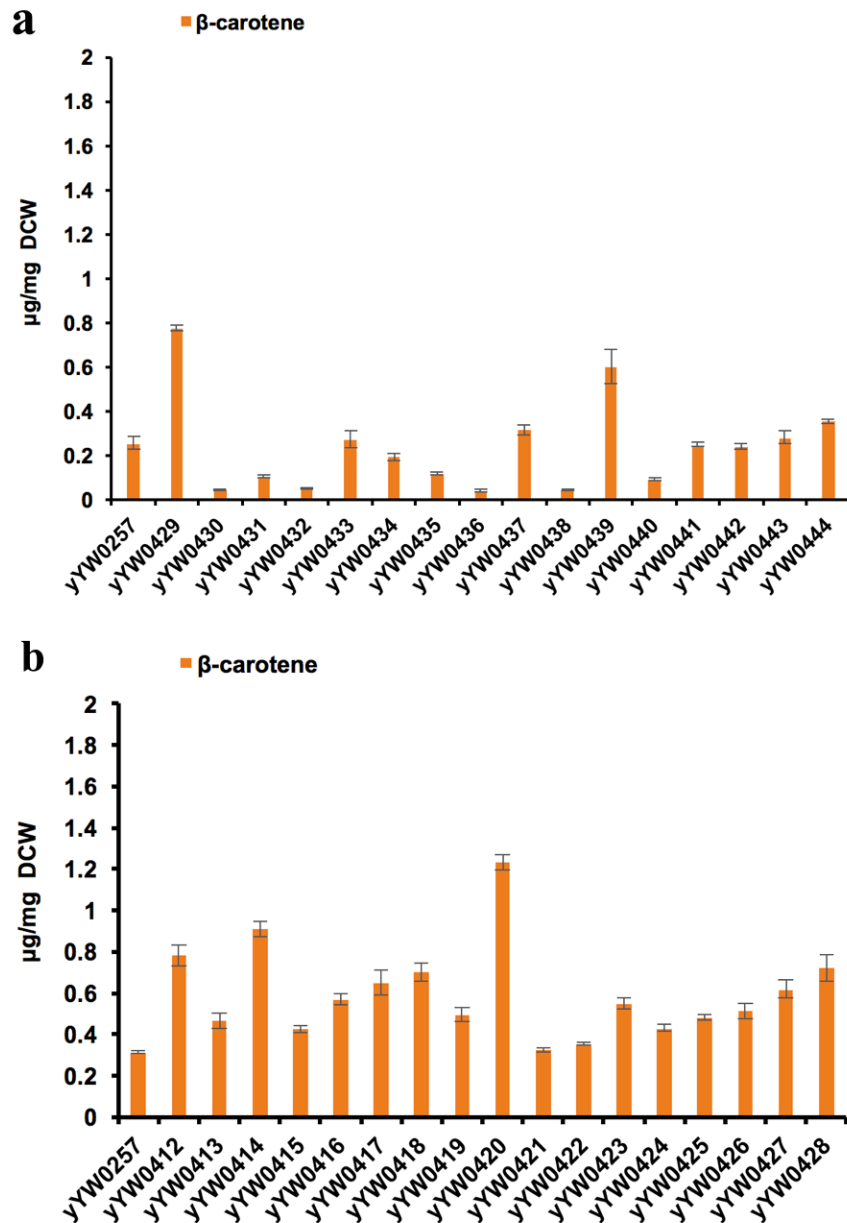 a
β-carotene
2
1.8
1.6
1.4
1.2
1
0.8
0.6
0.4
0.2
0
µg/mg DCW
yYW0257
yYW0429
yYW0430
yYW0431
yYW0432
yYW0433
yYW0434
yYW0435
yYW0436
yYW0437
yYW0438
yYW0439
yYW0440
yYW0441
yYW0442
yYW0443
yYW0444
b
β-carotene
2
1.8
1.6
1.4
1.2
1
0.8
0.6
0.4
0.2
0
µg/mg DCW
yYW0257
yYW0412
yYW0413
yYW0414
yYW0415
yYW0416
yYW0417
yYW0418
yYW0419
yYW0420
yYW0421
yYW0422
yYW0423
yYW0424
yYW0425
yYW0426
yYW0427
yYW0428